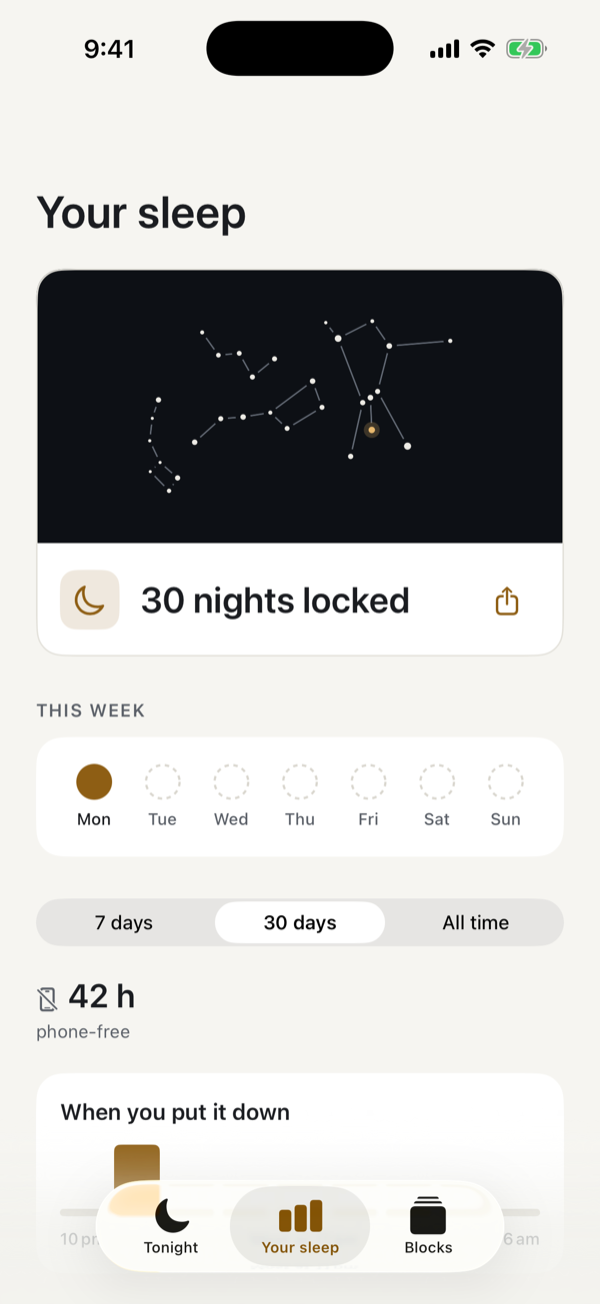 9:41
Your sleep
30 nights locked
THIS WEEK
Mon Tue Wed Thu Fri Sat Sun
7 days 30 days All time
42 h
phone-free
When you put it down
10 6 am
Tonight Your sleep Blocks